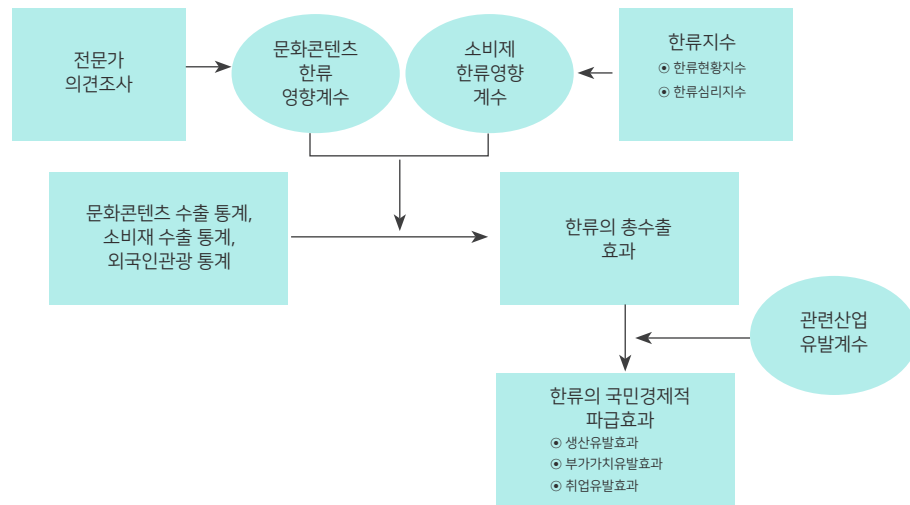 전문가
의견조사
문화콘텐츠
한류
영향계수
소비제
한류영향
계수
한류지수
⦿ 한류현황지수
⦿ 한류심리지수
문화콘텐츠 수출 통계,
소비재 수출 통계,
외국인관광 통계
한류의 총수출
효과
관련산업
유발계수
한류의 국민경제적
파급효과
⦿ 생산유발효과
⦿ 부가가치유발효과
⦿ 취업유발효과